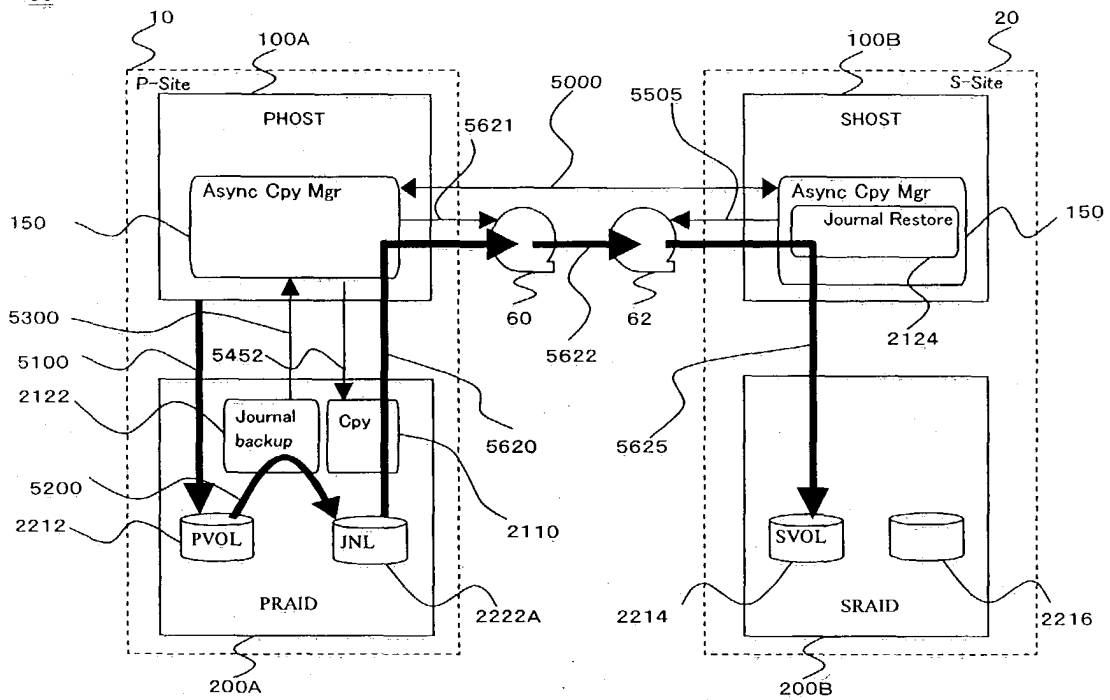 10
20
100A
100B
P-Site
S-Site
5000
5505
5621
PHOST
SHOST
Async Cpy Mgr
Async Cpy Mgr
Journal Restore
150
150
60
5622
62
2124
5300
5100
5452
2122
Journal
backup
Cpy
5620
5625
5200
2212
PVOL
JNL
2110
SVOL
PRAID
2222A
2214
SRAID
2216
200A
200B